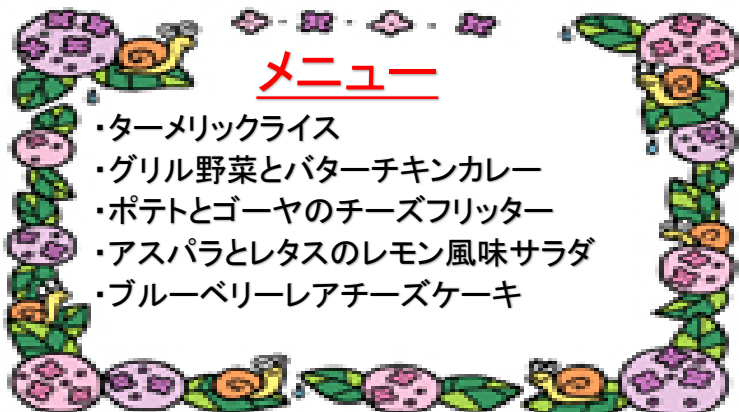 メニュー
・ターメリックライス
・グリル野菜とバターチキンカレー
・ポテトとゴーヤのチーズフリッター
・アスパラとレタスのレモン風味サラダ
・ブルーベリーレアチーズケーキ